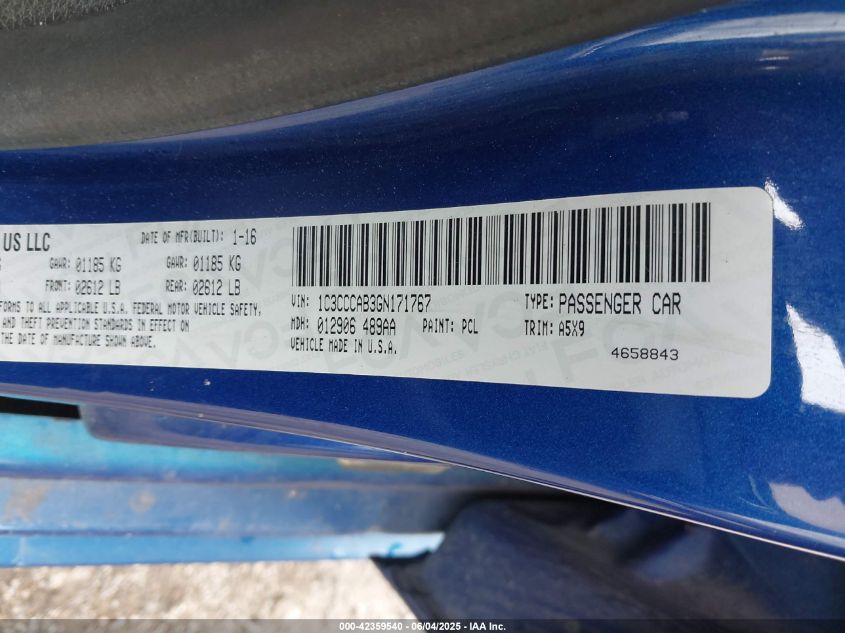 US LLC DATE OF MFR(BUILT): 1-16
GAWR: 01185 KG GAWR: 01185 KG
FRONT: 02612 LB REAR: 02612 LB
FORMS TO ALL APPLICABLE U.S.A. FEDERAL MOTOR VEHICLE SAFETY,
AND THEFT PREVENTION STANDARDS IN EFFECT ON
THE DATE OF MANUFACTURE SHOWN ABOVE.
VIN: 1C3CCCAB3GN171767 TYPE: PASSENGER CAR
MDH: 012906 489AA PAINT: PCL TRIM: A5X9
VEHICLE MADE IN U.S.A. 4658843
000-42359540 - 06/04/2025 - IAA Inc.